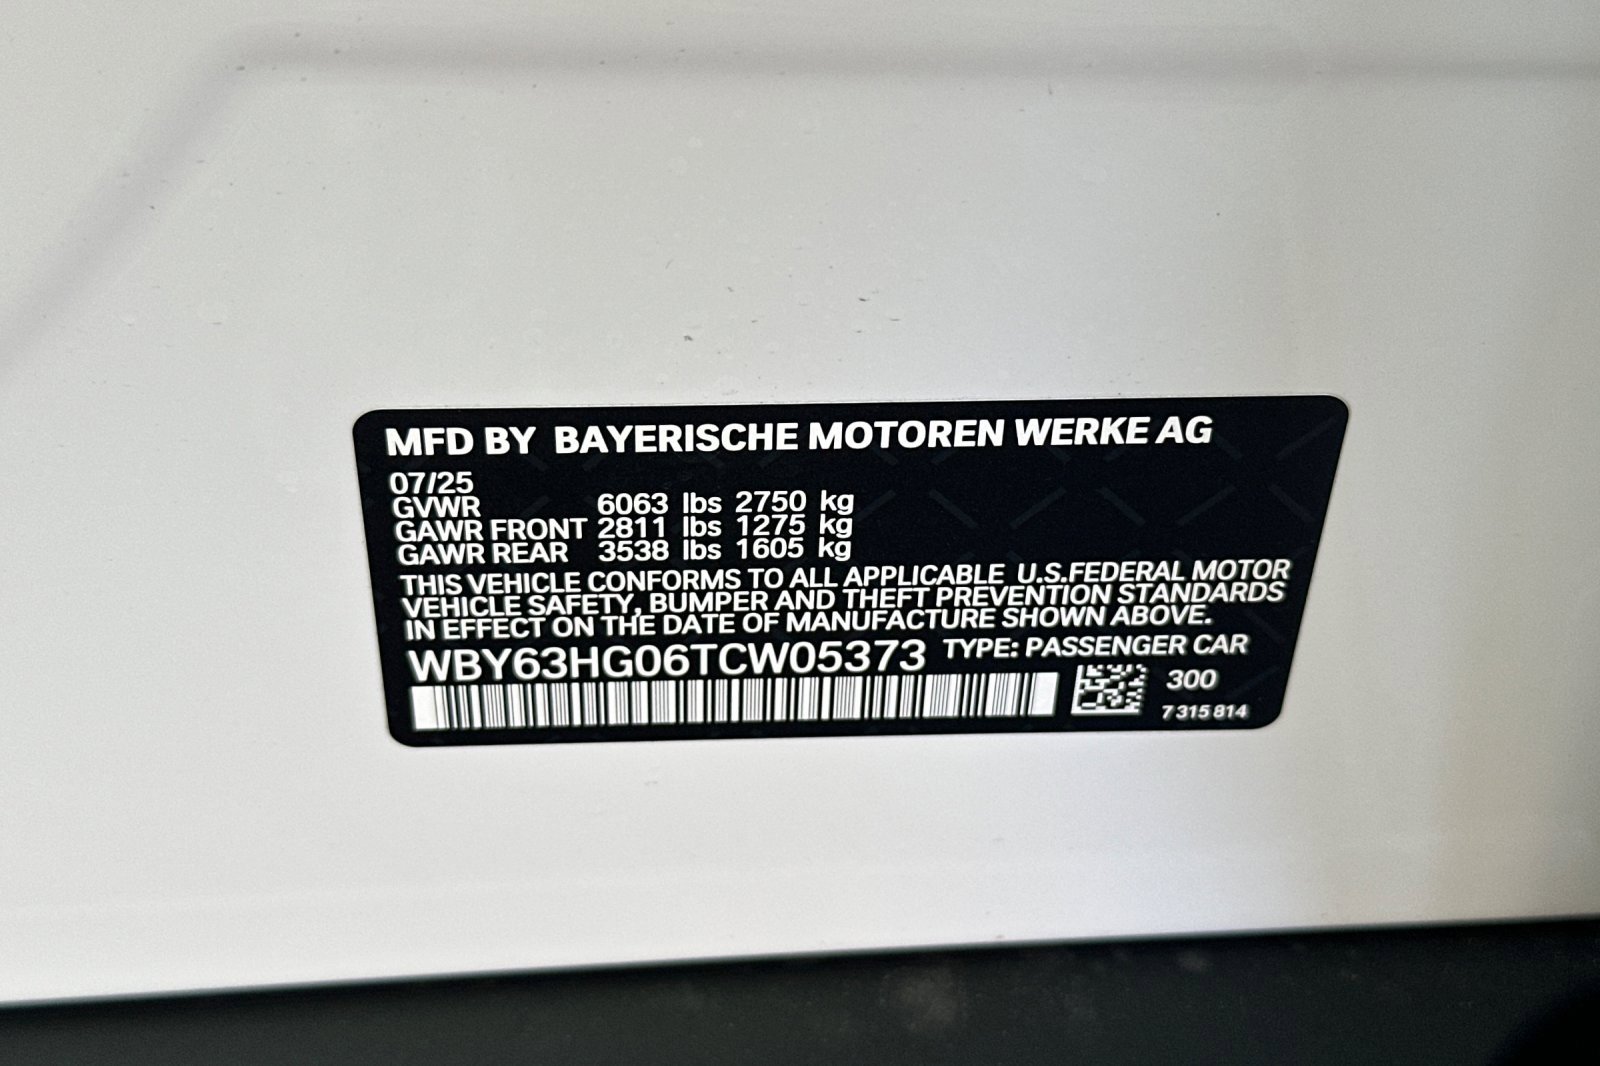 MFD BY BAYERISCHE MOTOREN WERKE AG
07/25
GVWR 6063 lbs 2750 kg
GAWR FRONT 2811 lbs 1275 kg
GAWR REAR 3538 lbs 1605 kg
THIS VEHICLE CONFORMS TO ALL APPLICABLE U.S.FEDERAL MOTOR
VEHICLE SAFETY, BUMPER AND THEFT PREVENTION STANDARDS
IN EFFECT ON THE DATE OF MANUFACTURE SHOWN ABOVE.
WBY63HG06TCW05373 TYPE: PASSENGER CAR
300
7 315 814